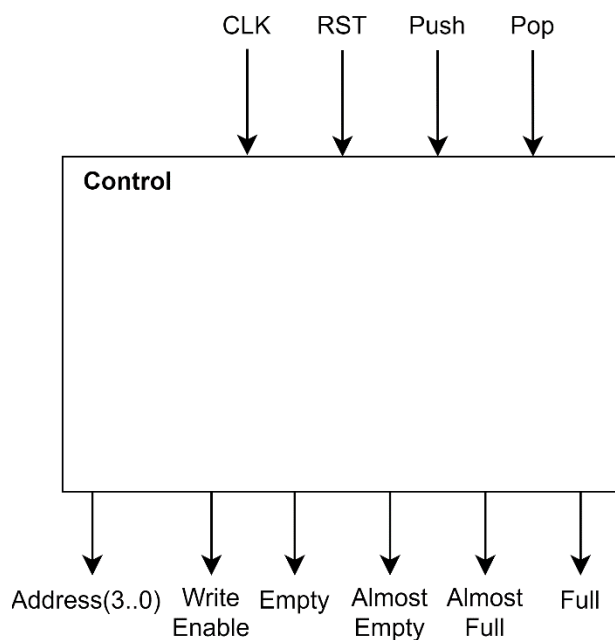 CLK RST Push Pop
Control
Address(3..0) Write Empty Almost Almost Full
Enable Empty Full